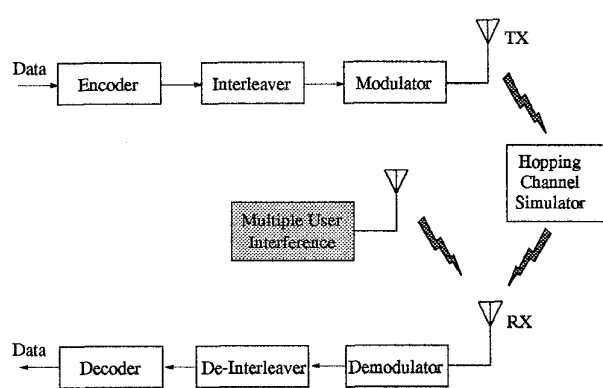 TX
Data
Encoder
Interleaver
Modulator
Hopping
Channel
Simulator
Multiple User
Interference
RX
Data
Decoder
De-Interleaver
Demodulator